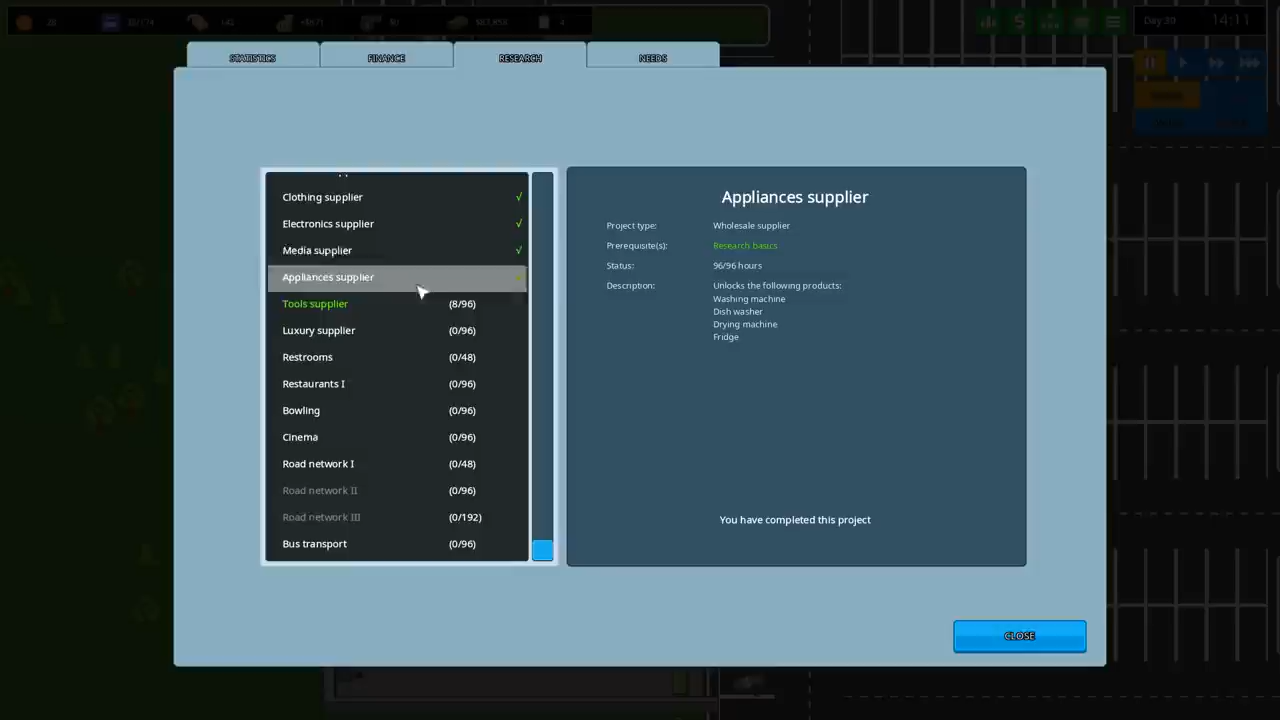 Day 30
14:11
STATISTICS
FINANCE
RESEARCH
NEEDS
Clothing supplier √
Electronics supplier √
Media supplier √
Appliances supplier
Tools supplier (8/96)
Luxury supplier (0/96)
Restrooms (0/48)
Restaurants I (0/96)
Bowling (0/96)
Cinema (0/96)
Road network I (0/48)
Road network II (0/96)
Road network III (0/192)
Bus transport (0/96)
Appliances supplier
Project type: Wholesale supplier
Prerequisite(s): Research basics
Status: 96/96 hours
Description: Unlocks the following products:
Washing machine
Dish washer
Drying machine
Fridge
You have completed this project
CLOSE